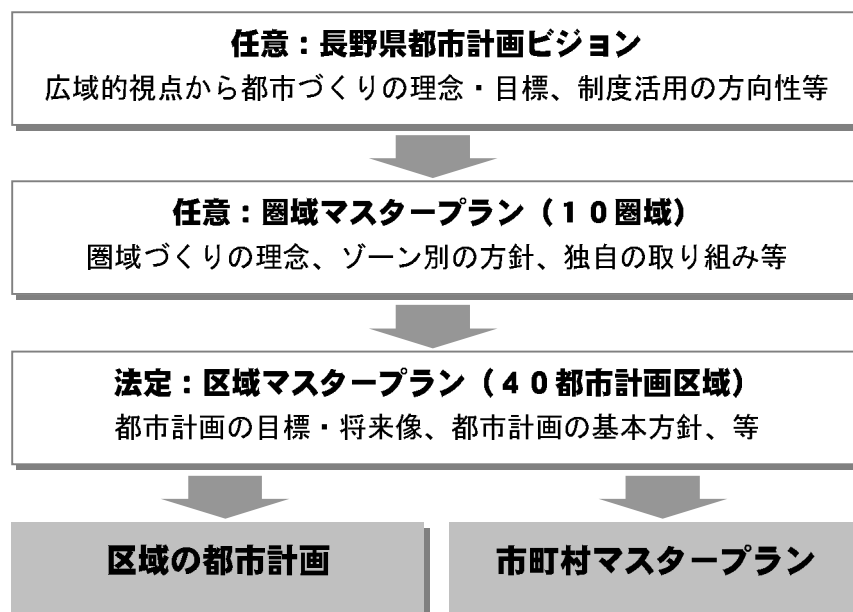 任意：長野県都市計画ビジョン
広域的視点から都市づくりの理念・目標、制度活用の方向性等
任意：圏域マスタープラン（１０圏域）
圏域づくりの理念、ゾーン別の方針、独自の取り組み等
法定：区域マスタープラン（４０都市計画区域）
都市計画の目標・将来像、都市計画の基本方針、等
区域の都市計画
市町村マスタープラン